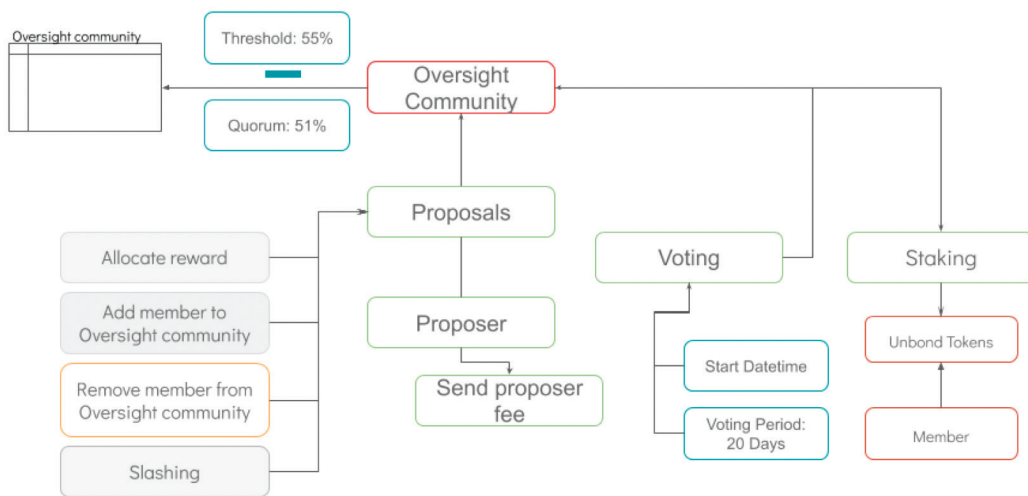 Oversight community
Threshold: 55%
Quorum: 51%
Oversight
Community
Proposals
Allocate reward
Add member to
Oversight community
Remove member from
Oversight community
Slashing
Proposer
Send proposer
fee
Voting
Start Datetime
Voting Period:
20 Days
Staking
Unbond Tokens
Member